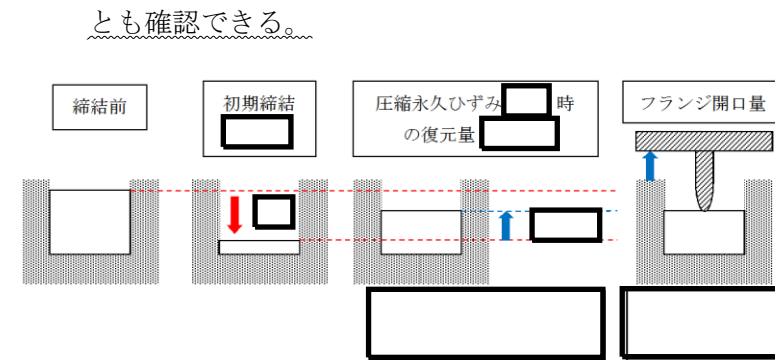 とも確認できる。
締結前
初期締結
圧縮永久ひずみ 時
の復元量
フランジ開口量